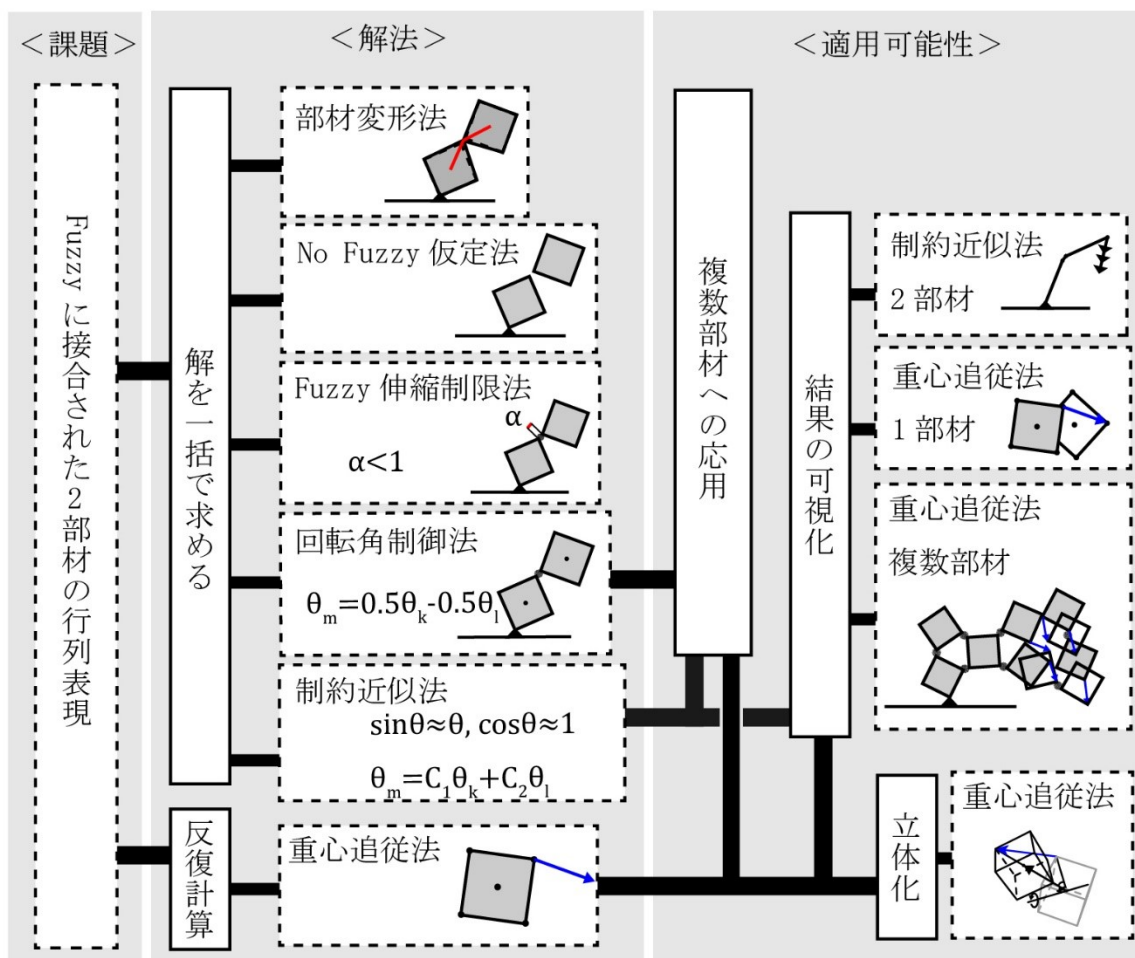 ＜課題＞
Fuzzyに接合された2部材の行列表現
＜解法＞
解を一括で求める
部材変形法
No Fuzzy 仮定法
Fuzzy 伸縮制限法
α
α<1
回転角制御法
θₘ=0.5θₖ-0.5θₗ
制約近似法
sinθ≈θ, cosθ≈1
θₘ=C₁θₖ+C₂θₗ
反復計算
重心追従法
＜適用可能性＞
複数部材への応用
結果の可視化
制約近似法
2部材
重心追従法
1部材
重心追従法
複数部材
立体化
重心追従法